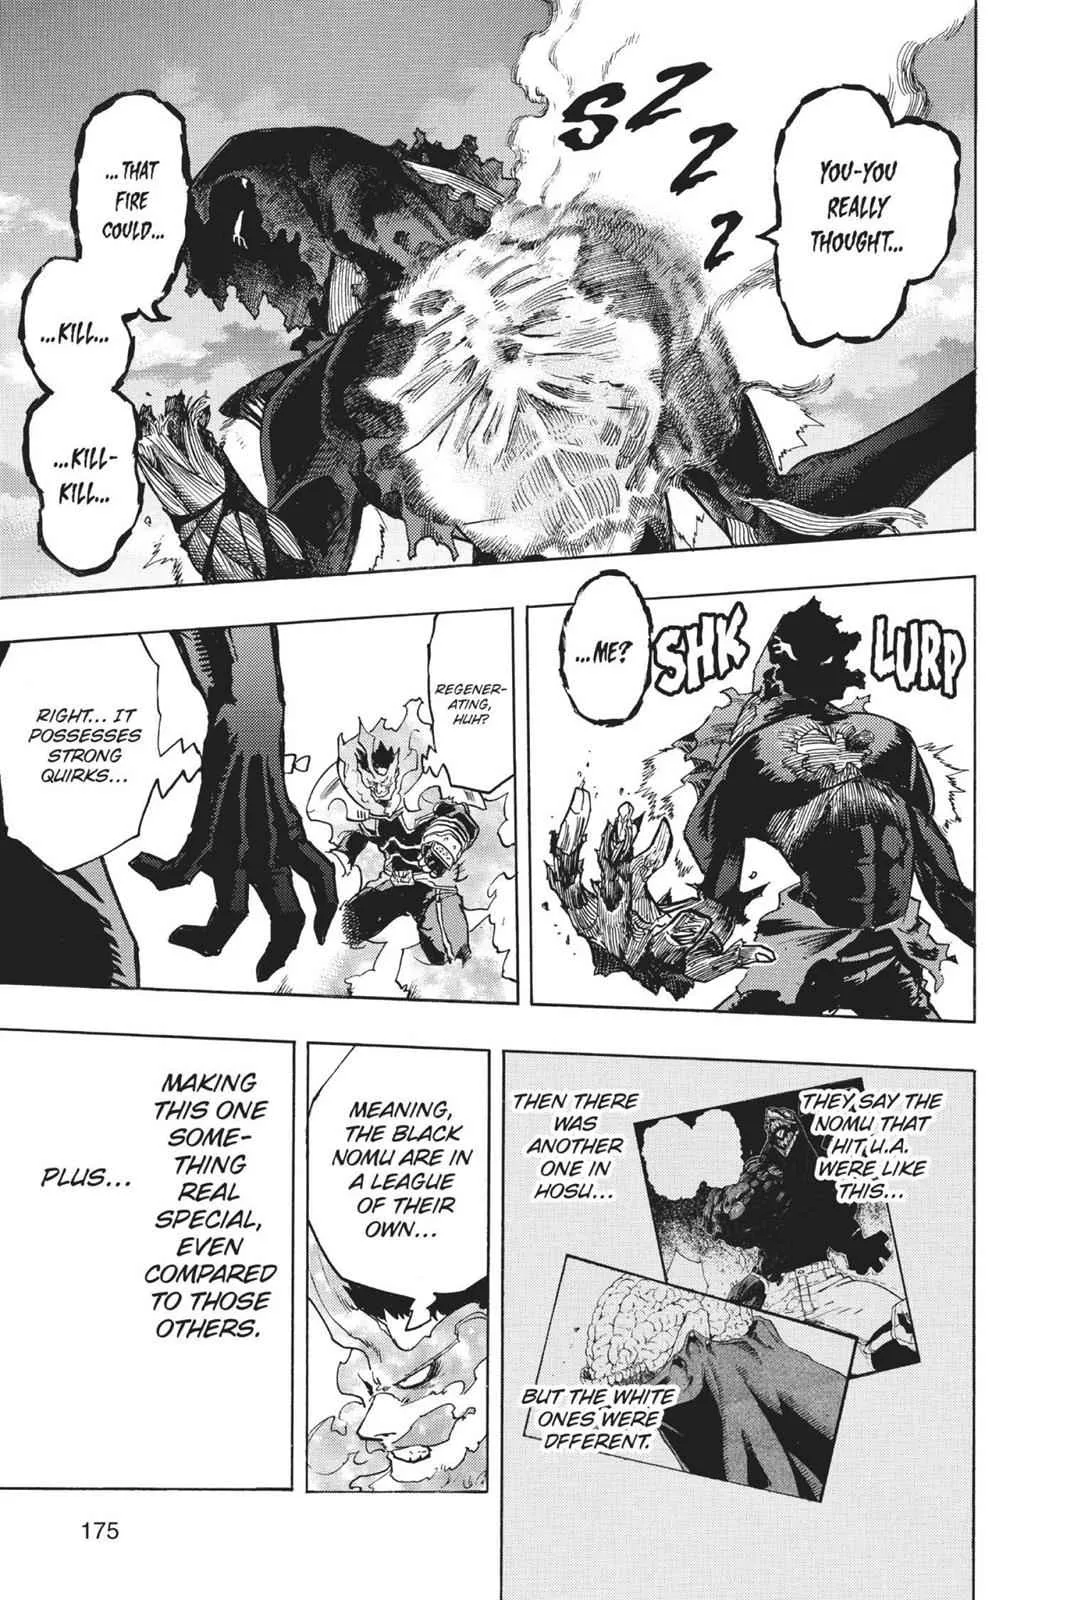 YOU-YOU
REALLY
THOUGHT...
SZZZZ
...THAT
FIRE
COULD...
...KILL...
...KILL-
KILL...
...ME?
SHK
LURP
REGENER-
ATING,
HUH?
RIGHT... IT
POSSESSES
STRONG
QUIRKS...
THEY SAY THE
NOMU THAT
HIT U.A.
WERE LIKE
THIS...
THEN THERE
WAS
ANOTHER
ONE IN
HOSU...
BUT THE WHITE
ONES WERE
DFFERENT.
MEANING,
THE BLACK
NOMU ARE IN
A LEAGUE
OF THEIR
OWN...
MAKING
THIS ONE
SOME-
THING
REAL
SPECIAL,
EVEN
COMPARED
TO THOSE
OTHERS.
PLUS...
175